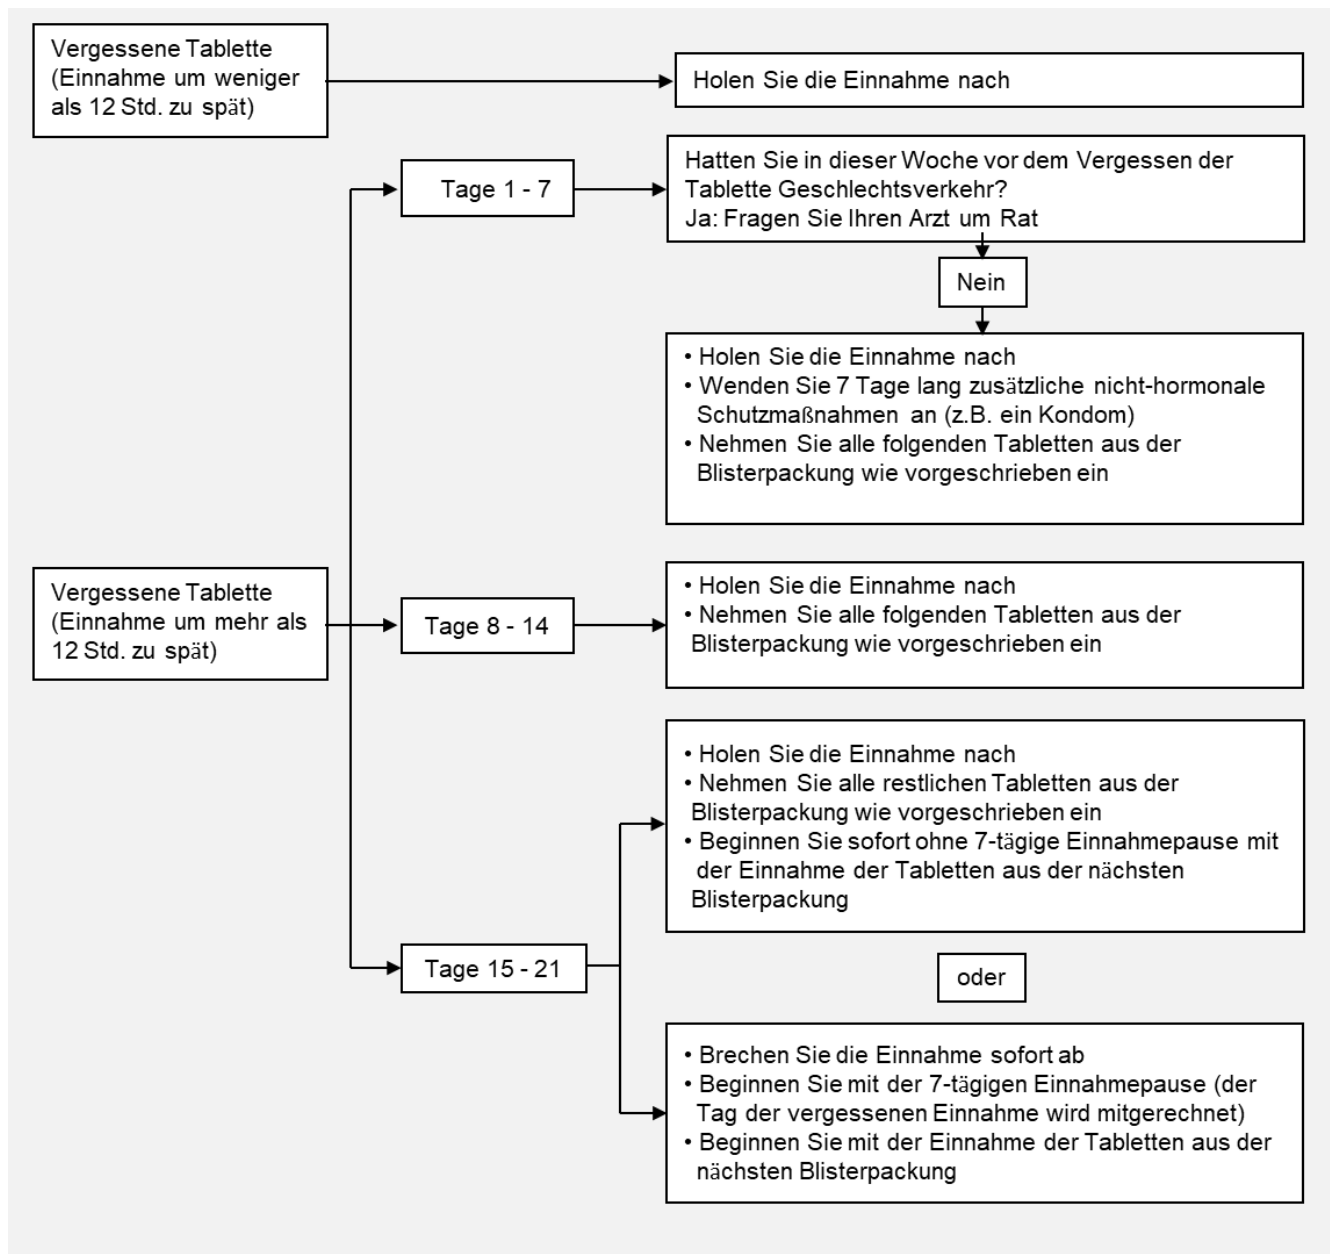 Vergessene Tablette
(Einnahme um weniger
als 12 Std. zu spät)
Holen Sie die Einnahme nach
Tage 1 - 7
Hatten Sie in dieser Woche vor dem Vergessen der
Tablette Geschlechtsverkehr?
Ja: Fragen Sie Ihren Arzt um Rat
Nein
• Holen Sie die Einnahme nach
• Wenden Sie 7 Tage lang zusätzliche nicht-hormonale
Schutzmaßnahmen an (z.B. ein Kondom)
• Nehmen Sie alle folgenden Tabletten aus der
Blisterpackung wie vorgeschrieben ein
Vergessene Tablette
(Einnahme um mehr als
12 Std. zu spät)
Tage 8 - 14
• Holen Sie die Einnahme nach
• Nehmen Sie alle folgenden Tabletten aus der
Blisterpackung wie vorgeschrieben ein
Tage 15 - 21
• Holen Sie die Einnahme nach
• Nehmen Sie alle restlichen Tabletten aus der
Blisterpackung wie vorgeschrieben ein
• Beginnen Sie sofort ohne 7-tägige Einnahmepause mit
der Einnahme der Tabletten aus der nächsten
Blisterpackung
oder
• Brechen Sie die Einnahme sofort ab
• Beginnen Sie mit der 7-tägigen Einnahmepause (der
Tag der vergessenen Einnahme wird mitgerechnet)
• Beginnen Sie mit der Einnahme der Tabletten aus der
nächsten Blisterpackung